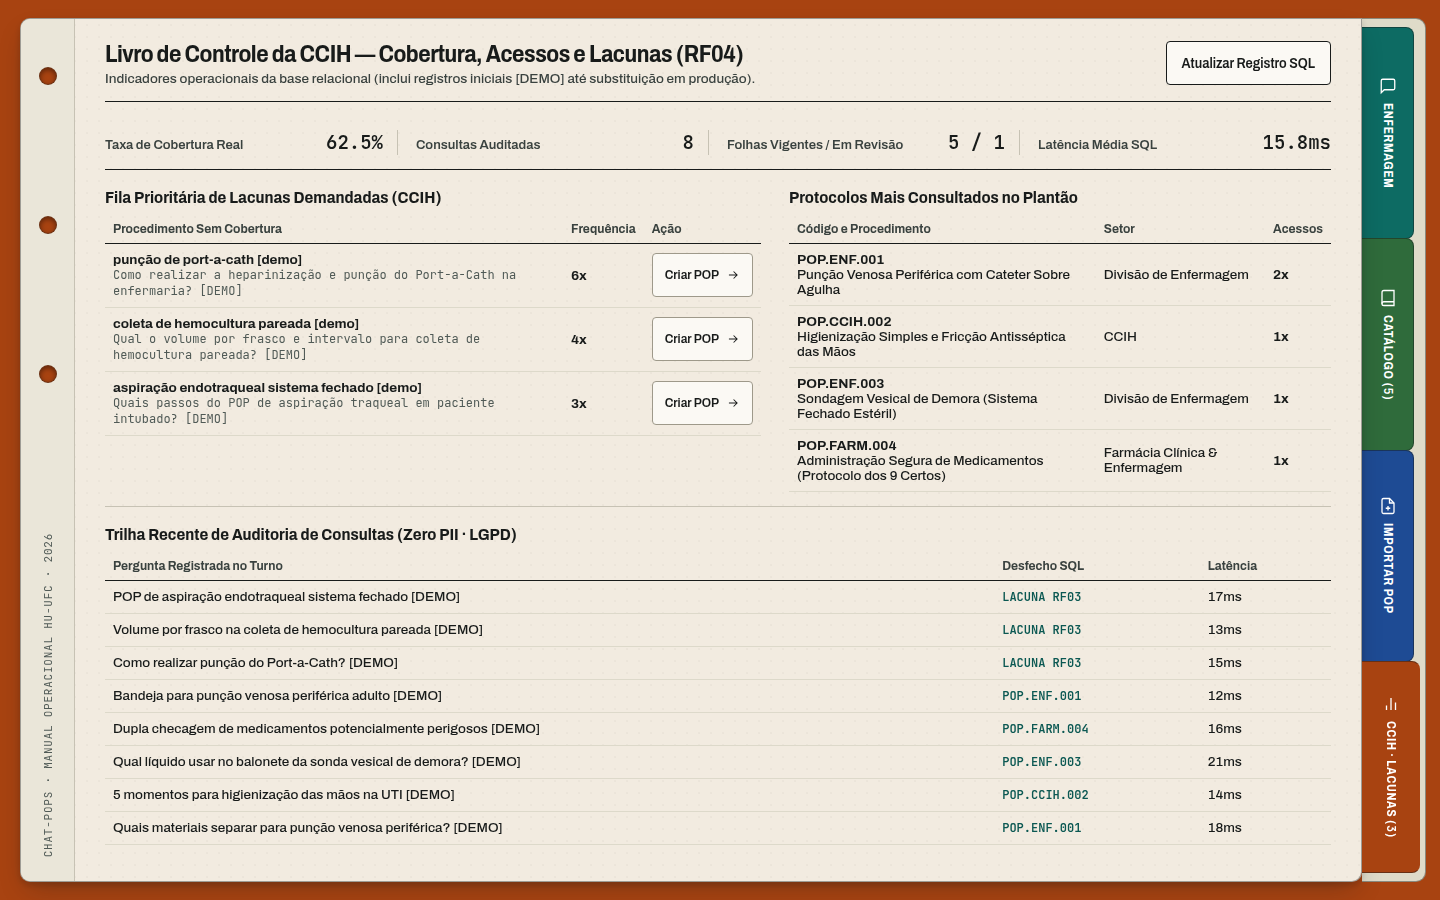 Livro de Controle da CCIH — Cobertura, Acessos e Lacunas (RF04)
Indicadores operacionais da base relacional (inclui registros iniciais [DEMO] até substituição em produção).
Atualizar Registro SQL
Taxa de Cobertura Real 62.5%
Consultas Auditadas 8
Folhas Vigentes / Em Revisão 5 / 1
Latência Média SQL 15.8ms
Fila Prioritária de Lacunas Demandadas (CCIH)
Procedimento Sem Cobertura Frequência Ação
punção de port-a-cath [demo]
Como realizar a heparinização e punção do Port-a-Cath na
enfermaria? [DEMO]
6x
Criar POP →
coleta de hemocultura pareada [demo]
Qual o volume por frasco e intervalo para coleta de
hemocultura pareada? [DEMO]
4x
Criar POP →
aspiração endotraqueal sistema fechado [demo]
Quais passos do POP de aspiração traqueal em paciente
intubado? [DEMO]
3x
Criar POP →
Protocolos Mais Consultados no Plantão
Código e Procedimento Setor Acessos
POP.ENF.001
Punção Venosa Periférica com Cateter Sobre
Agulha
Divisão de Enfermagem
2x
POP.CCIH.002
Higienização Simples e Fricção Antisséptica
das Mãos
CCIH
1x
POP.ENF.003
Sondagem Vesical de Demora (Sistema
Fechado Estéril)
Divisão de Enfermagem
1x
POP.FARM.004
Administração Segura de Medicamentos
(Protocolo dos 9 Certos)
Farmácia Clínica &
Enfermagem
1x
Trilha Recente de Auditoria de Consultas (Zero PII · LGPD)
Pergunta Registrada no Turno Desfecho SQL Latência
POP de aspiração endotraqueal sistema fechado [DEMO] LACUNA RF03 17ms
Volume por frasco na coleta de hemocultura pareada [DEMO] LACUNA RF03 13ms
Como realizar punção do Port-a-Cath? [DEMO] LACUNA RF03 15ms
Bandeja para punção venosa periférica adulto [DEMO] POP.ENF.001 12ms
Dupla checagem de medicamentos potencialmente perigosos [DEMO] POP.FARM.004 16ms
Qual líquido usar no balonete da sonda vesical de demora? [DEMO] POP.ENF.003 21ms
5 momentos para higienização das mãos na UTI [DEMO] POP.CCIH.002 14ms
Quais materiais separar para punção venosa periférica? [DEMO] POP.ENF.001 18ms
CHAT-POPS · MANUAL OPERACIONAL HU-UFC · 2026
ENFERMAGEM
CATÁLOGO (5)
IMPORTAR POP
CCIH · LACUNAS (3)